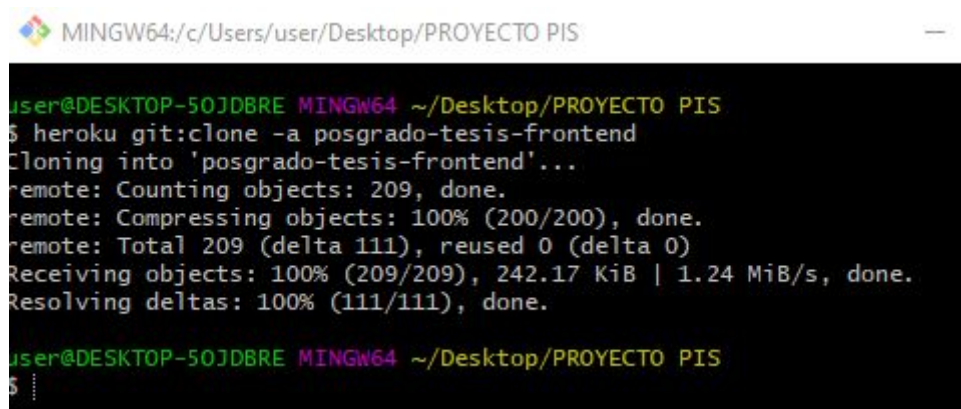 MINGW64:/c/Users/user/Desktop/PROYECTO PIS
user@DESKTOP-5OJDBRE MINGW64 ~/Desktop/PROYECTO PIS
$ heroku git:clone -a posgrado-tesis-frontend
Cloning into 'posgrado-tesis-frontend'...
remote: Counting objects: 209, done.
remote: Compressing objects: 100% (200/200), done.
remote: Total 209 (delta 111), reused 0 (delta 0)
Receiving objects: 100% (209/209), 242.17 KiB | 1.24 MiB/s, done.
Resolving deltas: 100% (111/111), done.
user@DESKTOP-5OJDBRE MINGW64 ~/Desktop/PROYECTO PIS
$